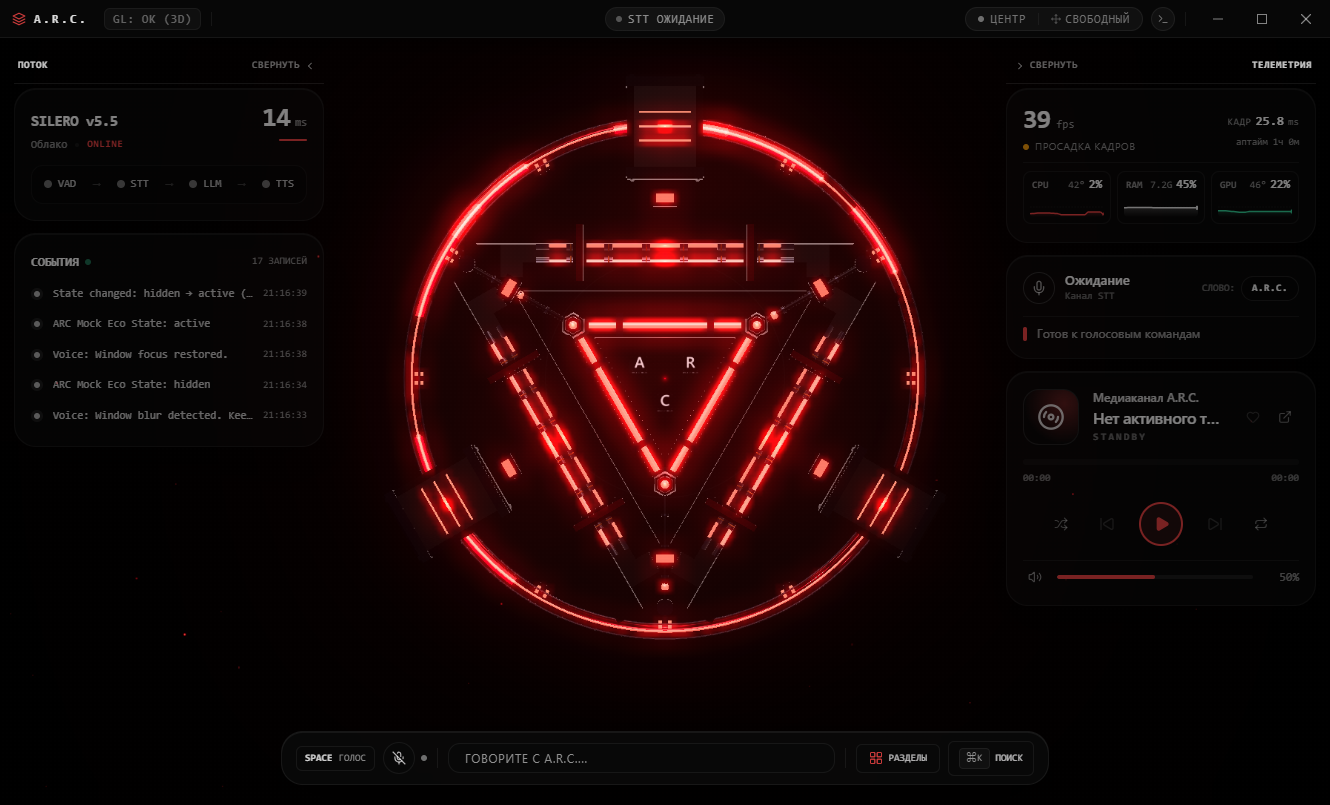 A.R.C.
GL: OK (3D)
STT ОЖИДАНИЕ
ЦЕНТР
СВОБОДНЫЙ
ПОТОК
СВЕРНУТЬ
SILERO v5.5
14 ms
Облако · ONLINE
VAD → STT → LLM → TTS
СОБЫТИЯ
17 ЗАПИСЕЙ
State changed: hidden → active (… 21:16:39
ARC Mock Eco State: active 21:16:38
Voice: Window focus restored. 21:16:38
ARC Mock Eco State: hidden 21:16:34
Voice: Window blur detected. Kee… 21:16:33
A R
C
СВЕРНУТЬ
ТЕЛЕМЕТРИЯ
39 fps
КАДР 25.8 ms
ПРОСАДКА КАДРОВ
аптайм 1ч 0м
CPU 42° 2%
RAM 7.2G 45%
GPU 46° 22%
Ожидание
Канал STT
СЛОВО: A.R.C.
Готов к голосовым командам
Медиаканал A.R.C.
Нет активного т…
STANDBY
00:00 00:00
50%
SPACE ГОЛОС
ГОВОРИТЕ С A.R.C....
РАЗДЕЛЫ
⌘K ПОИСК